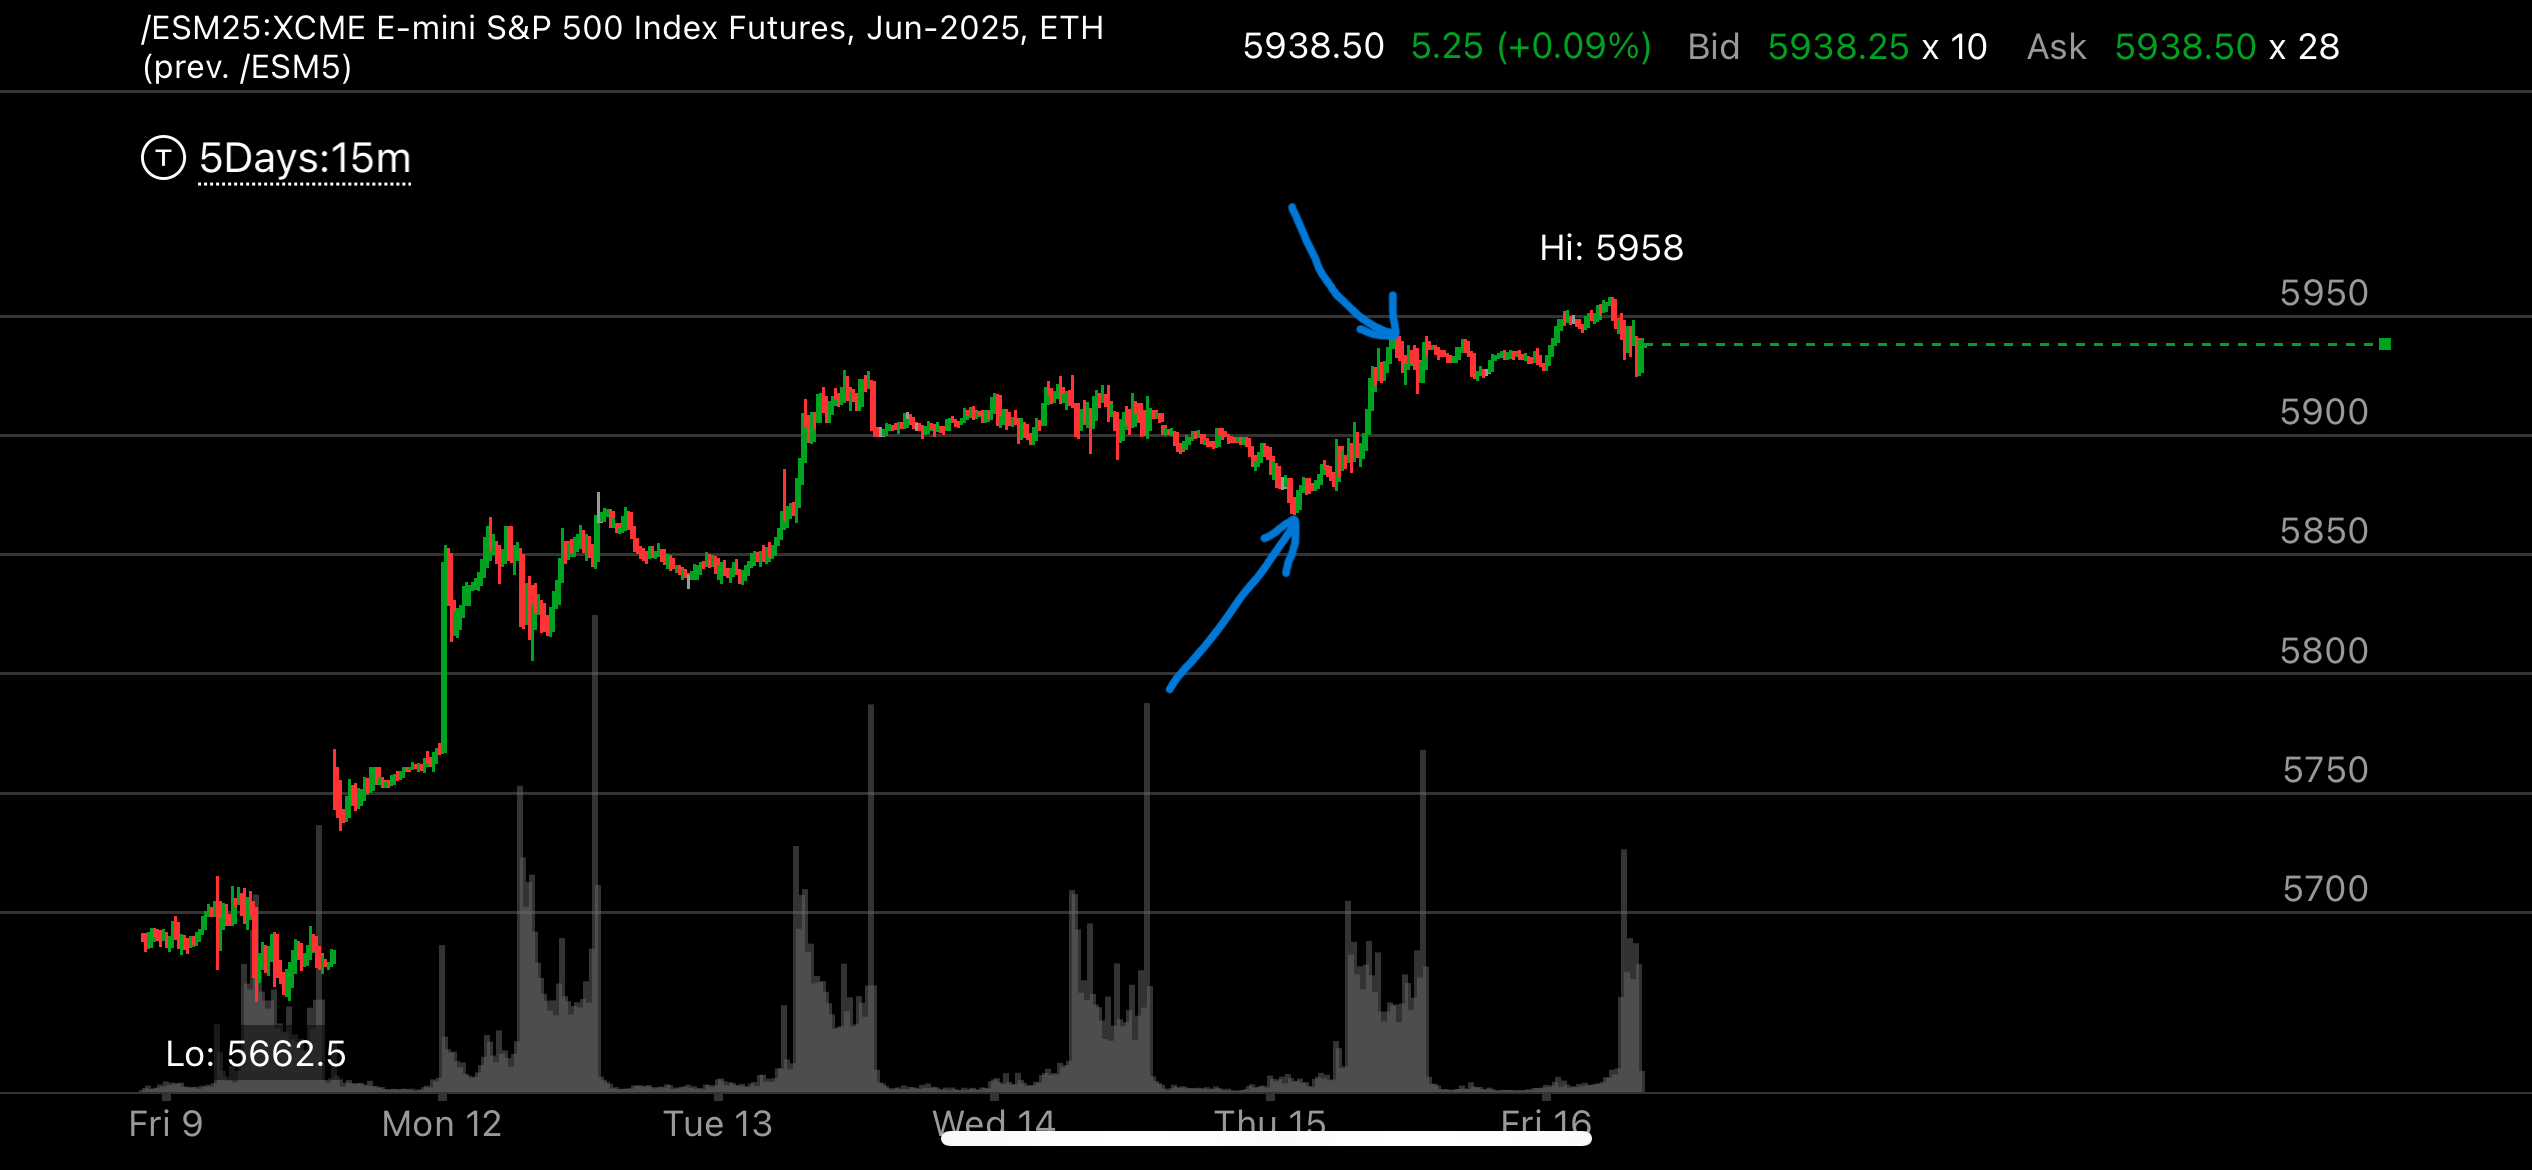 /ESM25:XCME E-mini S&P 500 Index Futures, Jun-2025, ETH
(prev. /ESM5)
5938.50 5.25 (+0.09%) Bid 5938.25 x 10 Ask 5938.50 x 28
T 5Days:15m
Hi: 5958
5950
5900
5850
5800
5750
5700
Lo: 5662.5
Fri 9 Mon 12 Tue 13 Wed 14 Thu 15 Fri 16